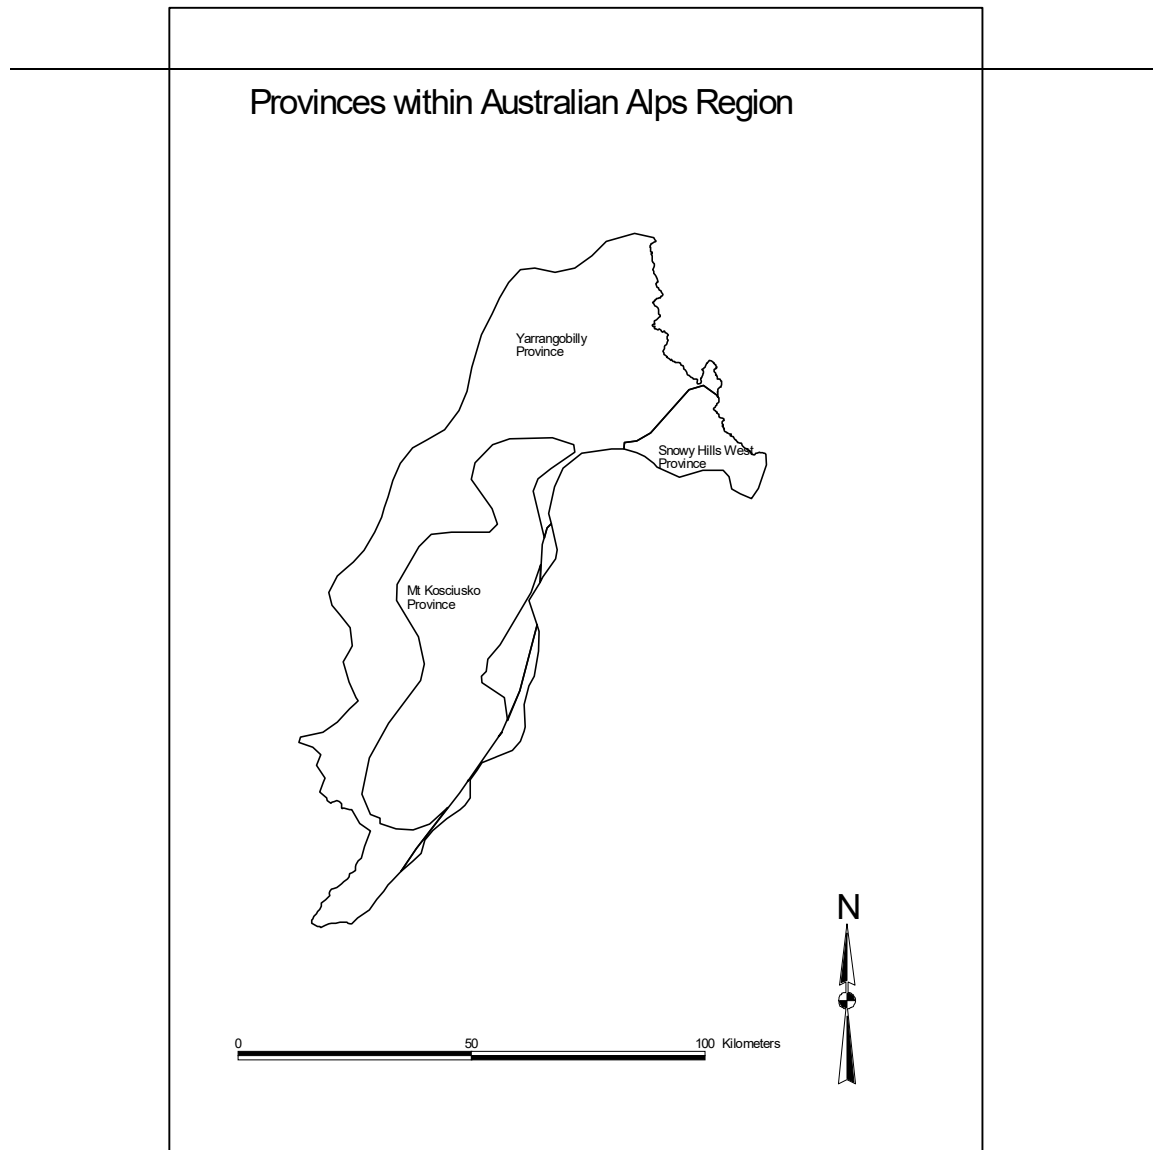 Provinces within Australian Alps Region
Yarrangobilly
Province
Snowy Hills West
Province
Mt Kosciusko
Province
N
0 50 100 Kilometers